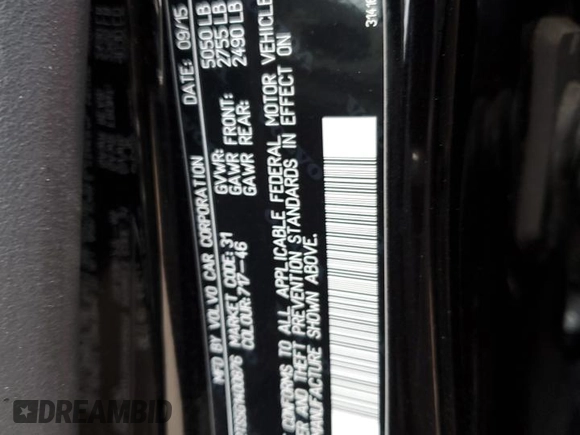 MFD BY VOLVO CAR CORPORATION DATE: 09/15
GVWR: 5050 LB
MARKET CODE: 31 GAWR FRONT: 2755 LB
COLOUR: 717-46 GAWR REAR: 2490 LB
CONFORMS TO ALL APPLICABLE FEDERAL MOTOR VEHICLE
AND THEFT PREVENTION STANDARDS IN EFFECT ON
MANUFACTURE SHOWN ABOVE.
DREAMBID